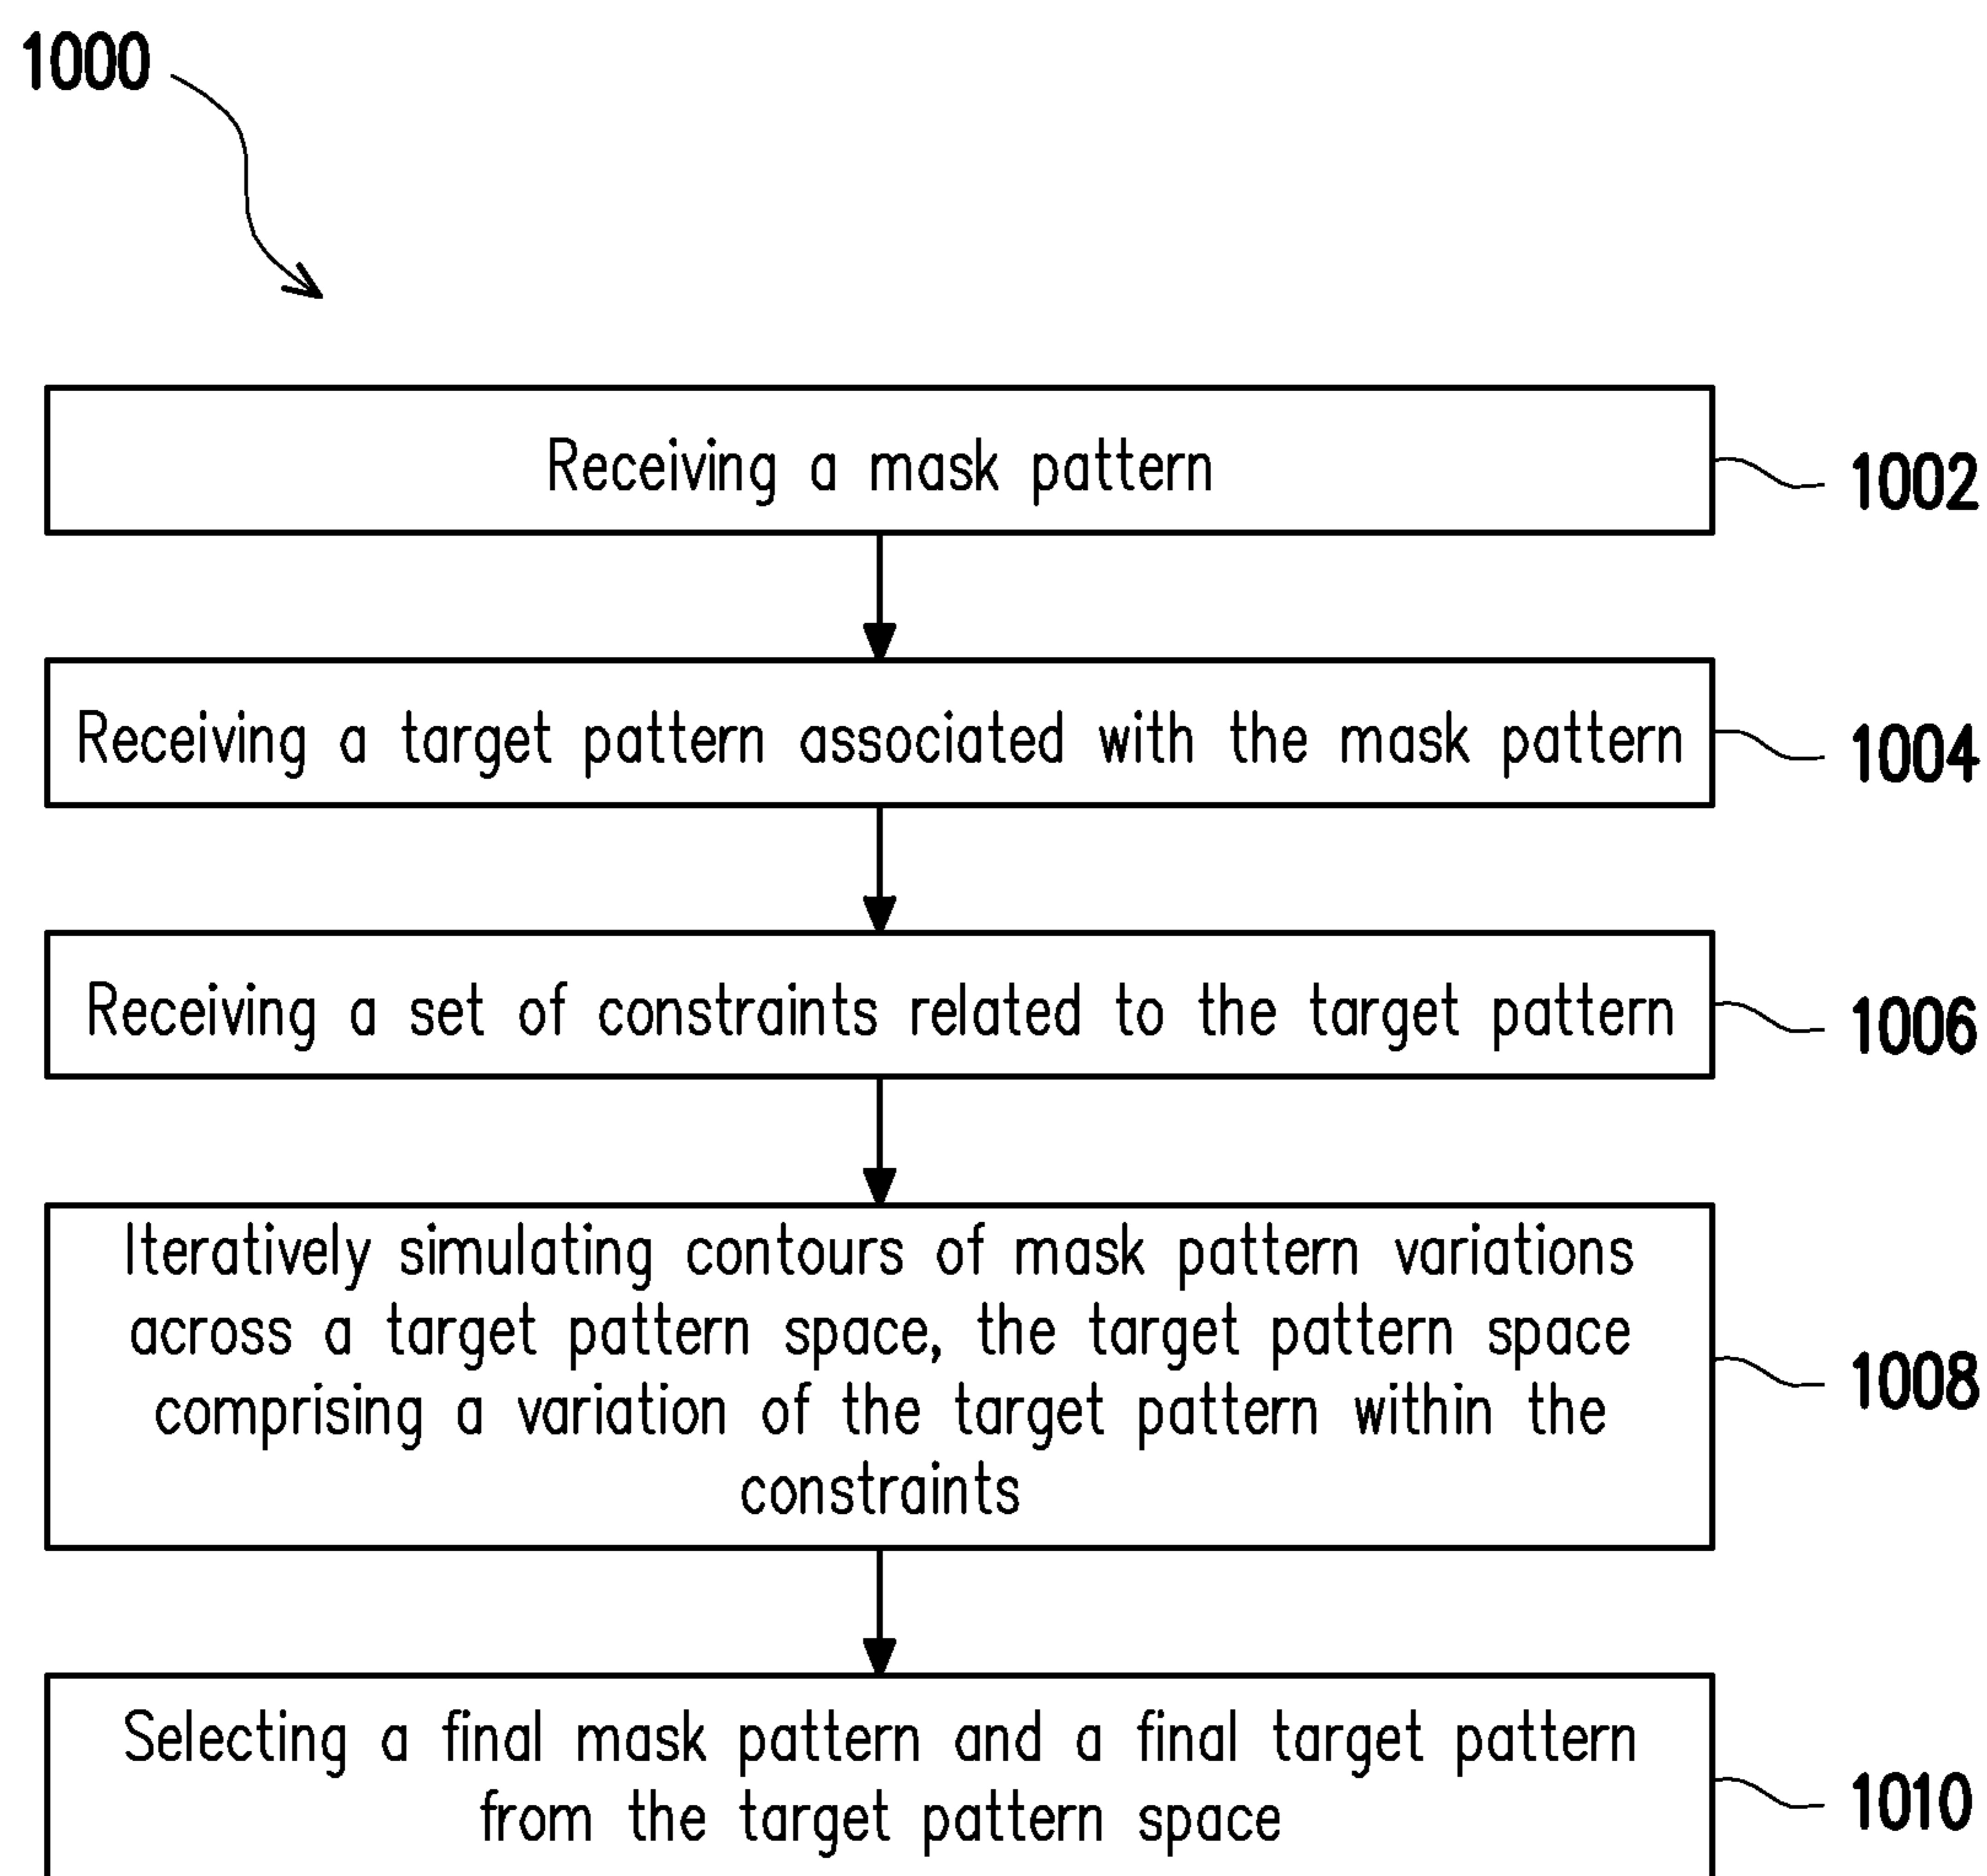 1000
Receiving a mask pattern
1002
Receiving a target pattern associated with the mask pattern
1004
Receiving a set of constraints related to the target pattern
1006
Iteratively simulating contours of mask pattern variations
across a target pattern space, the target pattern space
comprising a variation of the target pattern within the
constraints
1008
Selecting a final mask pattern and a final target pattern
from the target pattern space
1010